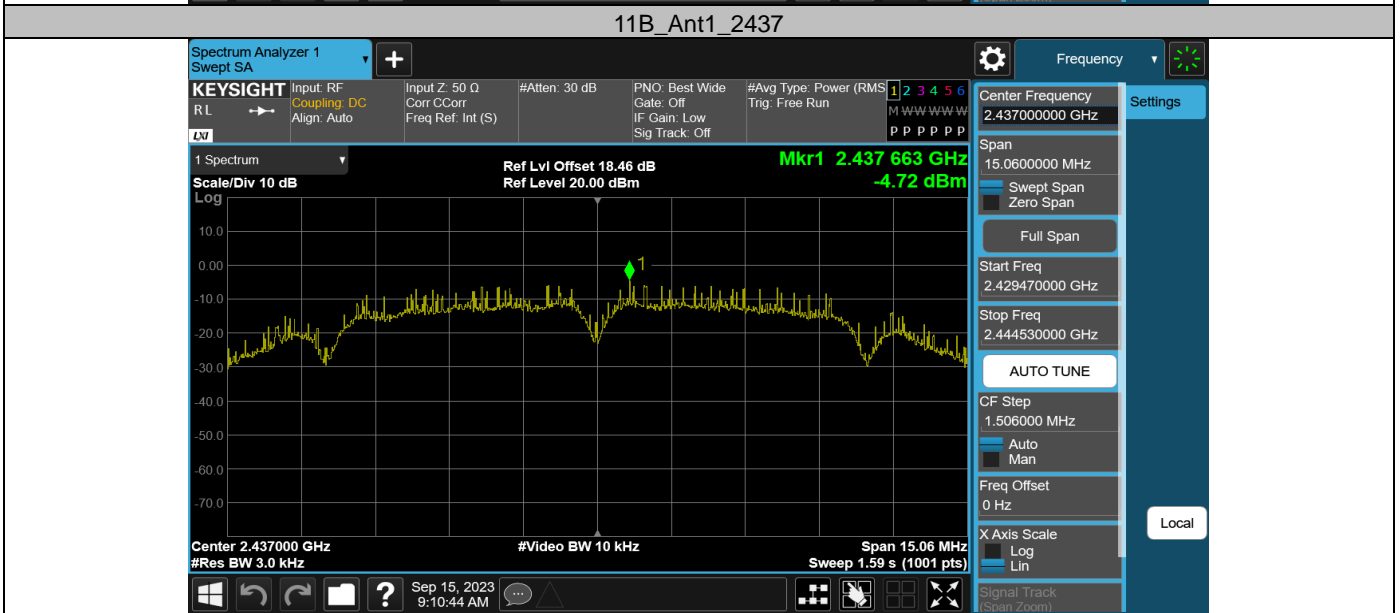 (Span Zoom)
11B_Ant1_2437
Spectrum Analyzer 1
Swept SA
+
Frequency
KEYSIGHT
R L
LXI
Input: RF
Coupling: DC
Align: Auto
Input Z: 50 Ω
Corr CCorr
Freq Ref: Int (S)
#Atten: 30 dB
PNO: Best Wide
Gate: Off
IF Gain: Low
Sig Track: Off
#Avg Type: Power (RMS
Trig: Free Run
1 2 3 4 5 6
M W W W W W
P P P P P P
1 Spectrum
Scale/Div 10 dB
Log
Ref Lvl Offset 18.46 dB
Ref Level 20.00 dBm
Mkr1 2.437 663 GHz
-4.72 dBm
1
10.0
0.00
-10.0
-20.0
-30.0
-40.0
-50.0
-60.0
-70.0
Center 2.437000 GHz
#Res BW 3.0 kHz
#Video BW 10 kHz
Span 15.06 MHz
Sweep 1.59 s (1001 pts)
Center Frequency
2.437000000 GHz
Span
15.0600000 MHz
Swept Span
Zero Span
Full Span
Start Freq
2.429470000 GHz
Stop Freq
2.444530000 GHz
AUTO TUNE
CF Step
1.506000 MHz
Auto
Man
Freq Offset
0 Hz
X Axis Scale
Log
Lin
Signal Track
(Span Zoom)
Settings
Local
?
Sep 15, 2023
9:10:44 AM